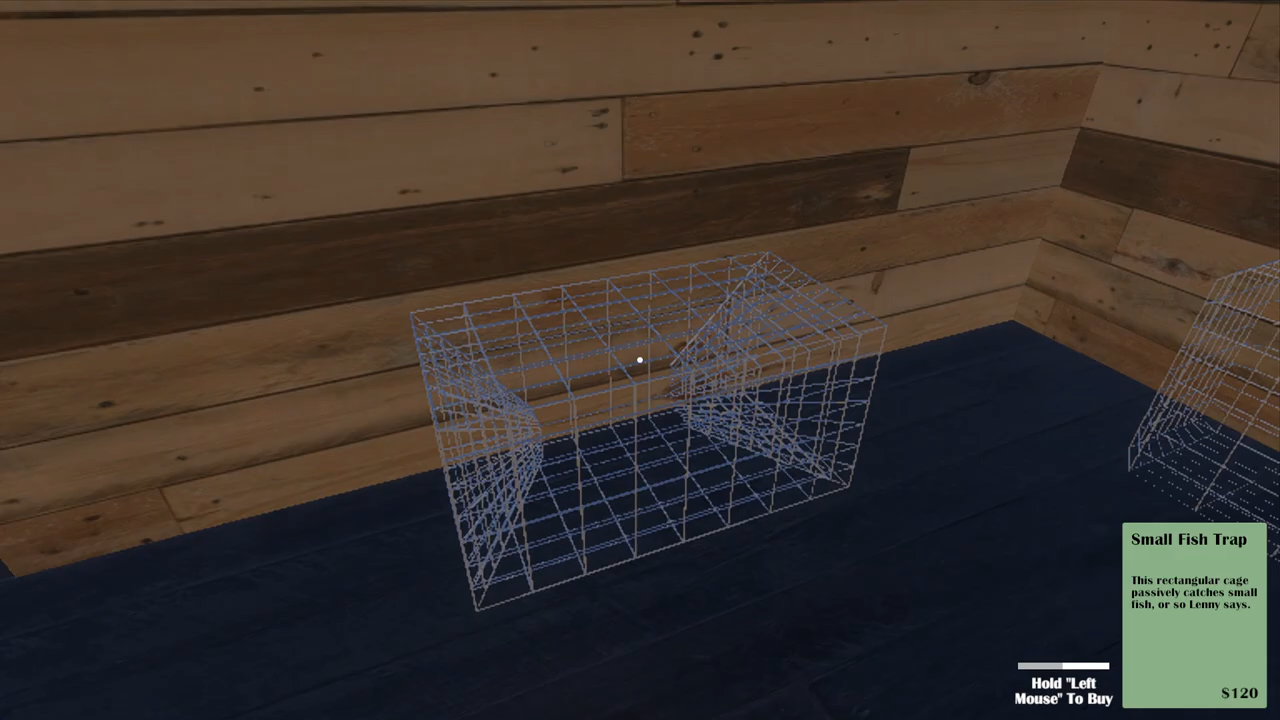 Small Fish Trap
This rectangular cage
passively catches small
fish, or so Lenny says.
$120
Hold "Left
Mouse" To Buy